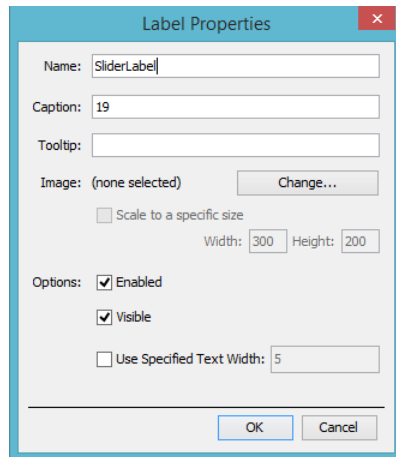 Label Properties
Name: SliderLabel
Caption: 19
Tooltip:
Image: (none selected) Change...
Scale to a specific size
Width: 300 Height: 200
Options: Enabled
Visible
Use Specified Text Width: 5
OK Cancel